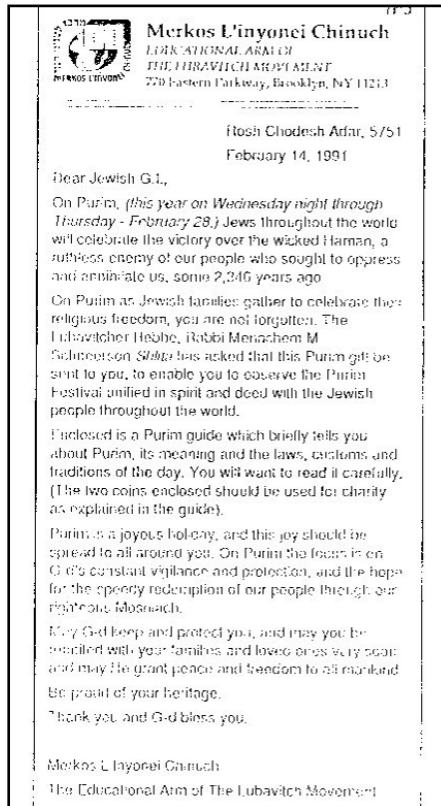 Merkos L'inyonei Chinuch
EDUCATIONAL ARM OF
THE LUBAVITCH MOVEMENT
770 Eastern Parkway, Brooklyn, NY 11213
MERKOS L'INYONEI
Rosh Chodesh Adar, 5751
February 14, 1991
Dear Jewish G.I.,
On Purim, (this year on Wednesday night through
Thursday - February 28,) Jews throughout the world
will celebrate the victory over the wicked Haman, a
ruthless enemy of our people who sought to oppress
and annihilate us, some 2,346 years ago
On Purim as Jewish families gather to celebrate their
religious freedom, you are not forgotten. The
Lubavitcher Rebbe, Rabbi Menachem M
Schneerson Shlita has asked that this Purim gift be
sent to you, to enable you to observe the Purim
Festival unified in spirit and deed with the Jewish
people throughout the world.
Enclosed is a Purim guide which briefly tells you
about Purim, its meaning and the laws, customs and
traditions of the day. You will want to read it carefully.
(The two coins enclosed should be used for charity
as explained in the guide).
Purim is a joyous holiday, and this joy should be
spread to all around you. On Purim the focus is on
G-d's constant vigilance and protection, and the hope
for the speedy redemption of our people through our
righteous Moshiach.
May G-d keep and protect you, and may you be
reunited with your families and loved ones very soon
and may He grant peace and freedom to all mankind
Be proud of your heritage.
Thank you and G-d bless you.
Merkos L'Inyonei Chinuch
The Educational Arm of The Lubavitch Movement